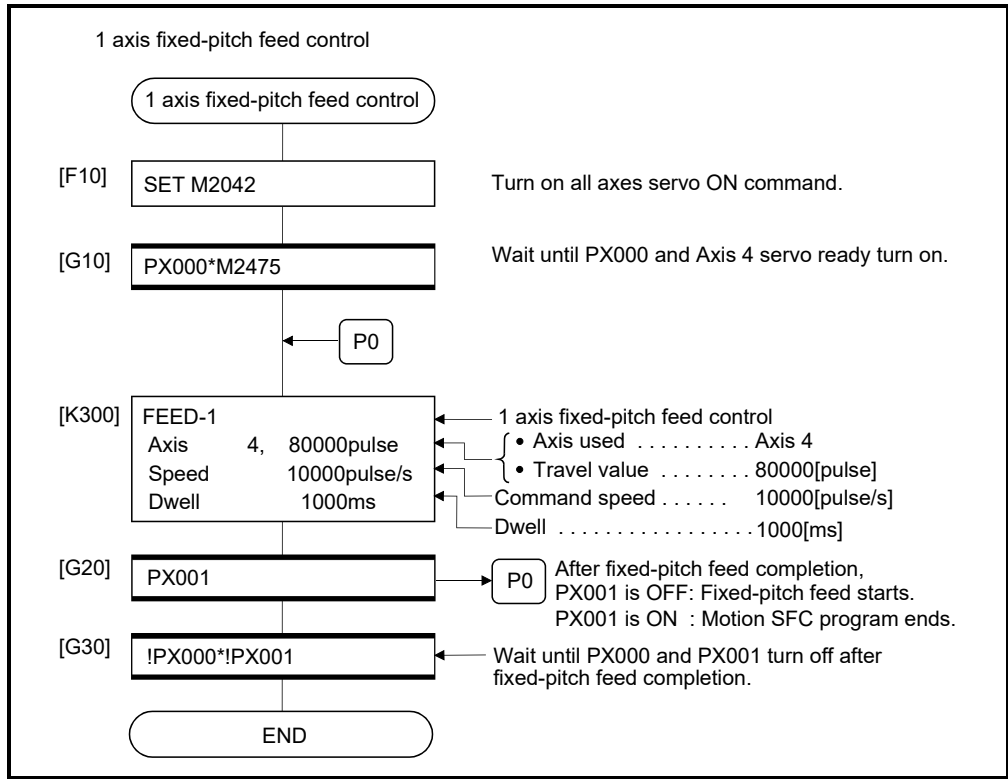 1 axis fixed-pitch feed control
1 axis fixed-pitch feed control
[F10] SET M2042 Turn on all axes servo ON command.
[G10] PX000*M2475 Wait until PX000 and Axis 4 servo ready turn on.
P0
[K300] FEED-1 1 axis fixed-pitch feed control
Axis 4, 80000pulse • Axis used . . . . . . . . . . Axis 4
Speed 10000pulse/s • Travel value . . . . . . . . 80000[pulse]
Dwell 1000ms Command speed . . . . . . 10000[pulse/s]
Dwell . . . . . . . . . . . . . . . . . 1000[ms]
[G20] PX001 P0 After fixed-pitch feed completion,
PX001 is OFF: Fixed-pitch feed starts.
PX001 is ON : Motion SFC program ends.
[G30] !PX000*!PX001 Wait until PX000 and PX001 turn off after
fixed-pitch feed completion.
END